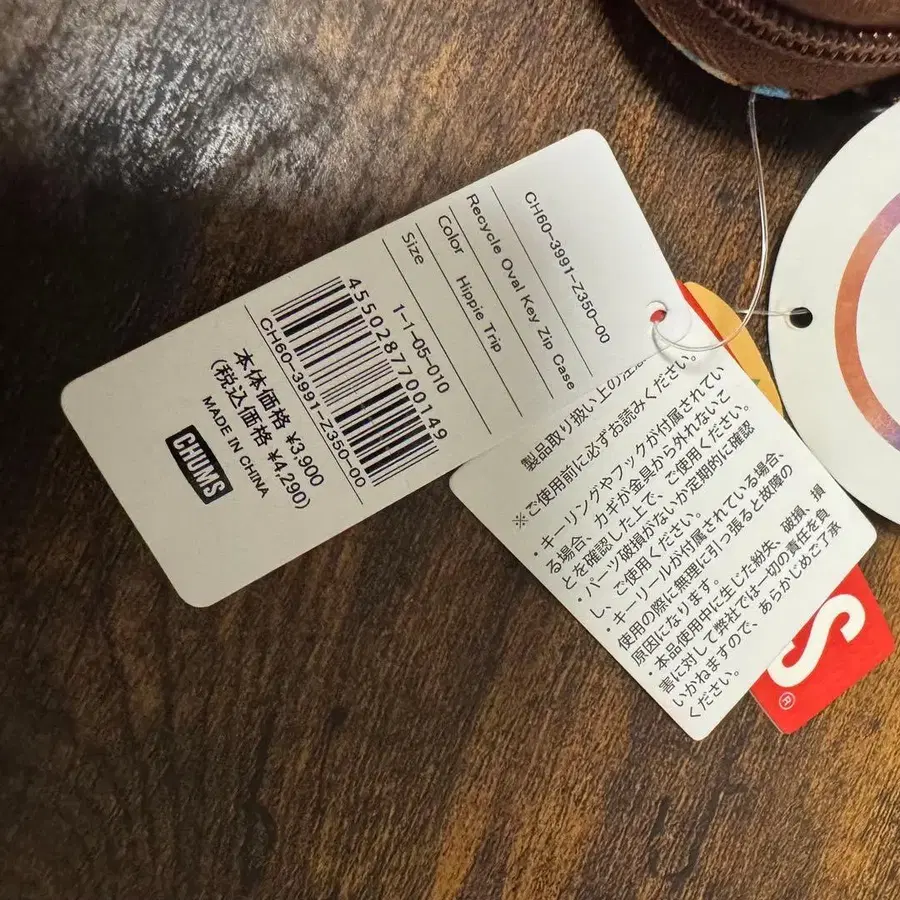 CH60-3991-Z350-00
Recycle Oval Key Zip Case
Color Hippie Trip
Size
1-1-05-010
4550287700149
CH60-3991-Z350-00
本体価格 ¥3,900
(税込価格 ¥4,290)
MADE IN CHINA
CHUMS
製品取り扱い上の注意
※ご使用前に必ずお読みください。
・キーリングやフックが付属されてい
る場合、カギが金具から外れないこ
とを確認した上で、ご使用ください。
・パーツ破損がないか定期的に確認
し、ご使用ください。
・キーリールが付属されている場合、
使用の際に無理に引っ張ると故障の
原因になります。
・本品使用中に生じた紛失、破損、損
害に対して弊社では一切の責任を負
いかねますので、あらかじめご了承
ください。
S
®